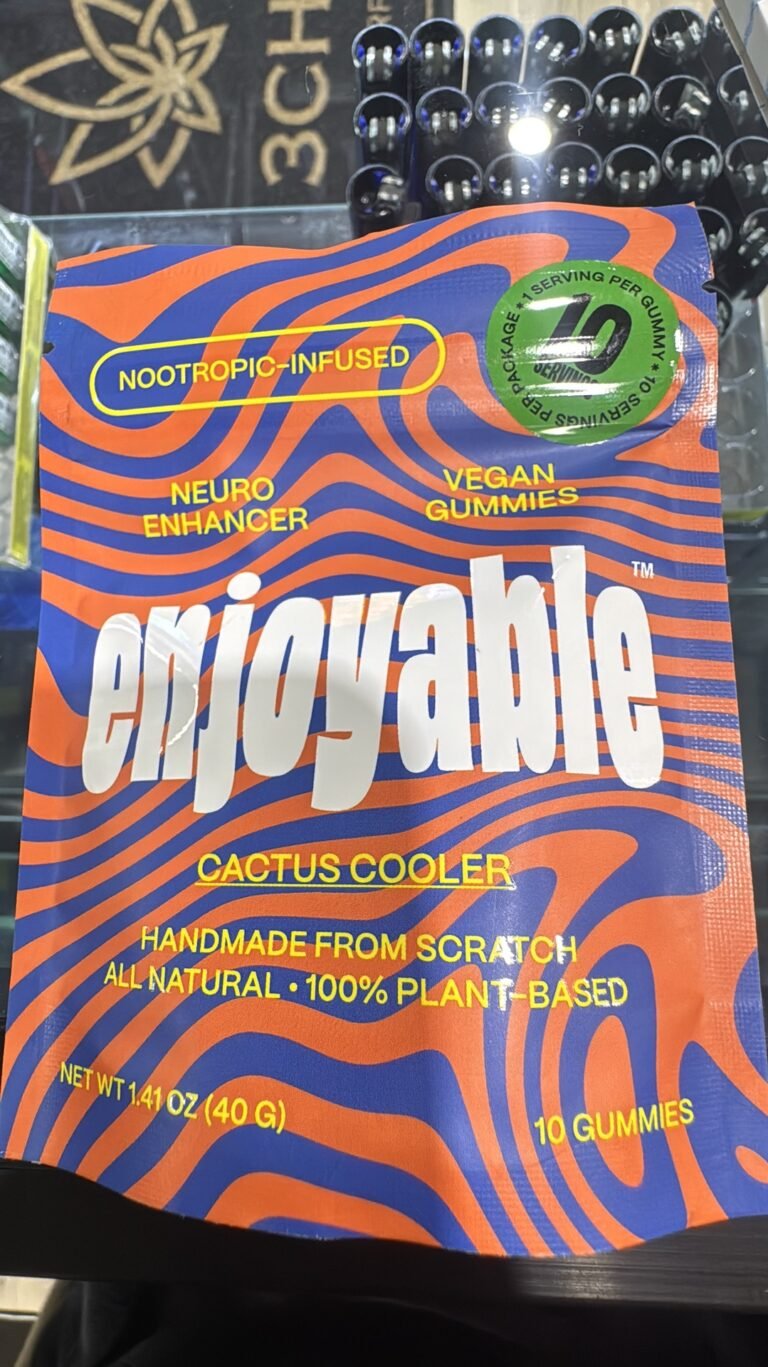 3CH
NOOTROPIC-INFUSED
*1 SERVING PER GUMMY*10 SERVINGS PER PACKAGE
10
SERVINGS
NEURO
ENHANCER
VEGAN
GUMMIES
enjoyable™
CACTUS COOLER
HANDMADE FROM SCRATCH
ALL NATURAL • 100% PLANT-BASED
NET WT 1.41 OZ (40 G)
10 GUMMIES